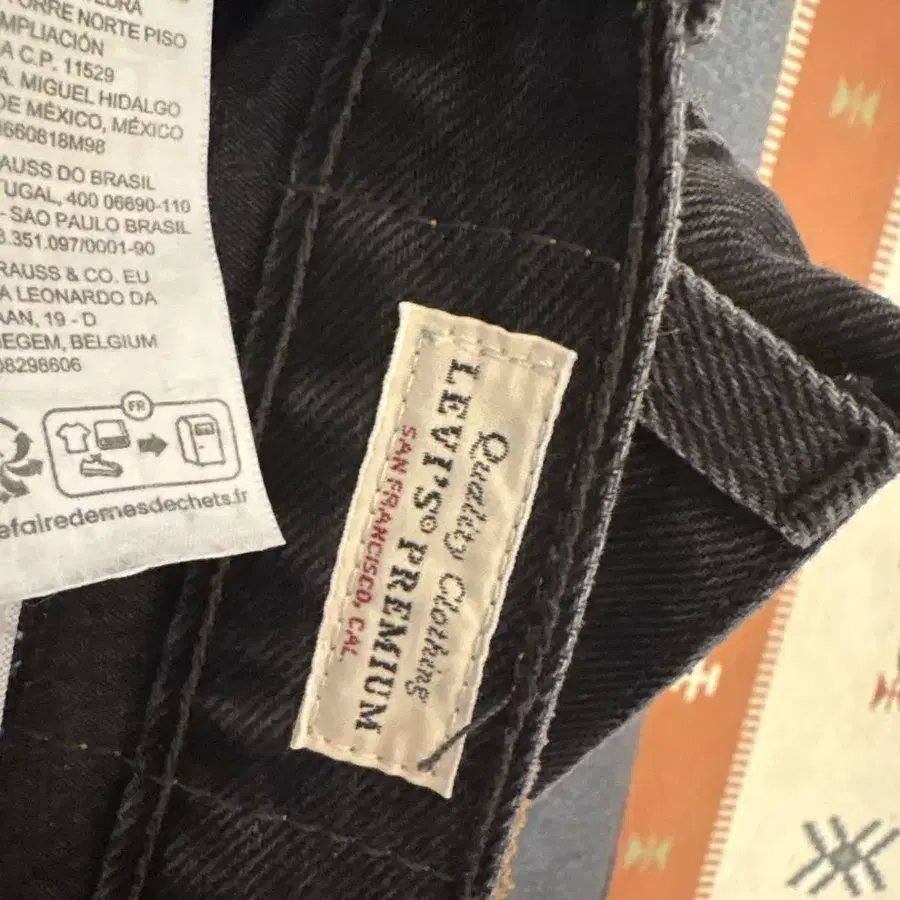 TORRE NORTE PISO
AMPLIACIÓN
A C.P. 11529
A. MIGUEL HIDALGO
DE MÉXICO, MÉXICO
660818M98
AUSS DO BRASIL
TUGAL, 400 06690-110
- SAO PAULO BRASIL
3.351.097/0001-90
RAUSS & CO. EU
A LEONARDO DA
AAN, 19 - D
EGEM, BELGIUM
08298606
FR
efairedemesdechets.fr
Quality Clothing
LEVI'S® PREMIUM
SAN FRANCISCO, CAL.